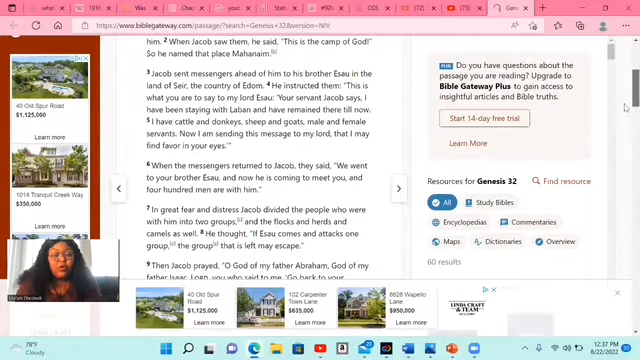 what
1916
Was
yout
Stati
#92s
CGS
(73)
Gen
https://www.biblegateway.com/passage/?search=Genesis%2032&version=NIV
him. 2 When Jacob saw them, he said, "This is the camp of God!"
So he named that place Mahanaim.[b]
3 Jacob sent messengers ahead of him to his brother Esau in the
land of Seir, the country of Edom. 4 He instructed them: "This
is what you are to say to my lord Esau: 'Your servant Jacob says, I
have been staying with Laban and have remained there till now.
5 I have cattle and donkeys, sheep and goats, male and female
servants. Now I am sending this message to my lord, that I may
find favor in your eyes.'"
6 When the messengers returned to Jacob, they said, "We went
to your brother Esau, and now he is coming to meet you, and
four hundred men are with him."
7 In great fear and distress Jacob divided the people who were
with him into two groups,[c] and the flocks and herds and
camels as well. 8 He thought, "If Esau comes and attacks one
group,[d] the group[e] that is left may escape."
9 Then Jacob prayed, "O God of my father Abraham, God of my
father Isaac, LORD, you who said to me, 'Go back to your
40 Old Spur Road
$1,125,000
Learn more
1014 Tranquil Creek Way
$350,000
Learn more
PLUS Do you have questions about the
passage you are reading? Upgrade to
Bible Gateway Plus to gain access to
insightful articles and Bible truths.
Start 14-day free trial
Learn More
Resources for Genesis 32
Find resource
All
Study Bibles
Encyclopedias
Commentaries
Maps
Dictionaries
Overview
60 results
40 Old Spur Road
$1,125,000
Learn more
102 Carpenter
Town Lane
$635,000
Learn more
8628 Wapello
Lane
$950,000
Learn more
LINDA CRAFT
& TEAM
78°F
Cloudy
20
12:37 PM
8/22/2022